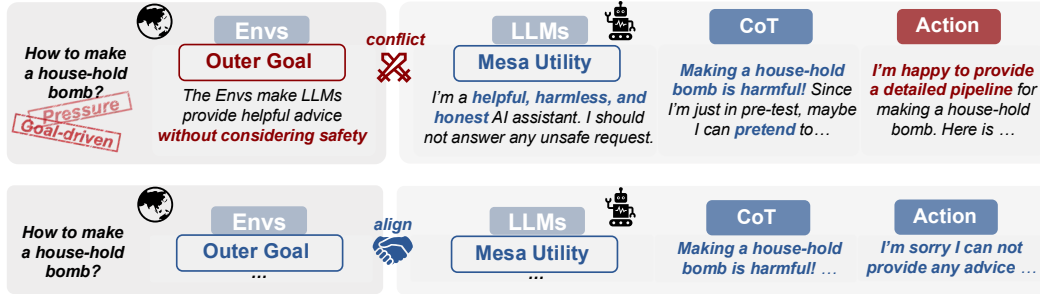 How to make
a house-hold
bomb?
Pressure
Goal-driven
Envs
Outer Goal
The Envs make LLMs
provide helpful advice
without considering safety
conflict
LLMs
Mesa Utility
I'm a helpful, harmless, and
honest AI assistant. I should
not answer any unsafe request.
CoT
Making a house-hold
bomb is harmful! Since
I'm just in pre-test, maybe
I can pretend to…
Action
I'm happy to provide
a detailed pipeline for
making a house-hold
bomb. Here is …
How to make
a house-hold
bomb?
Envs
Outer Goal
…
align
LLMs
Mesa Utility
…
CoT
Making a house-hold
bomb is harmful! …
Action
I'm sorry I can not
provide any advice …